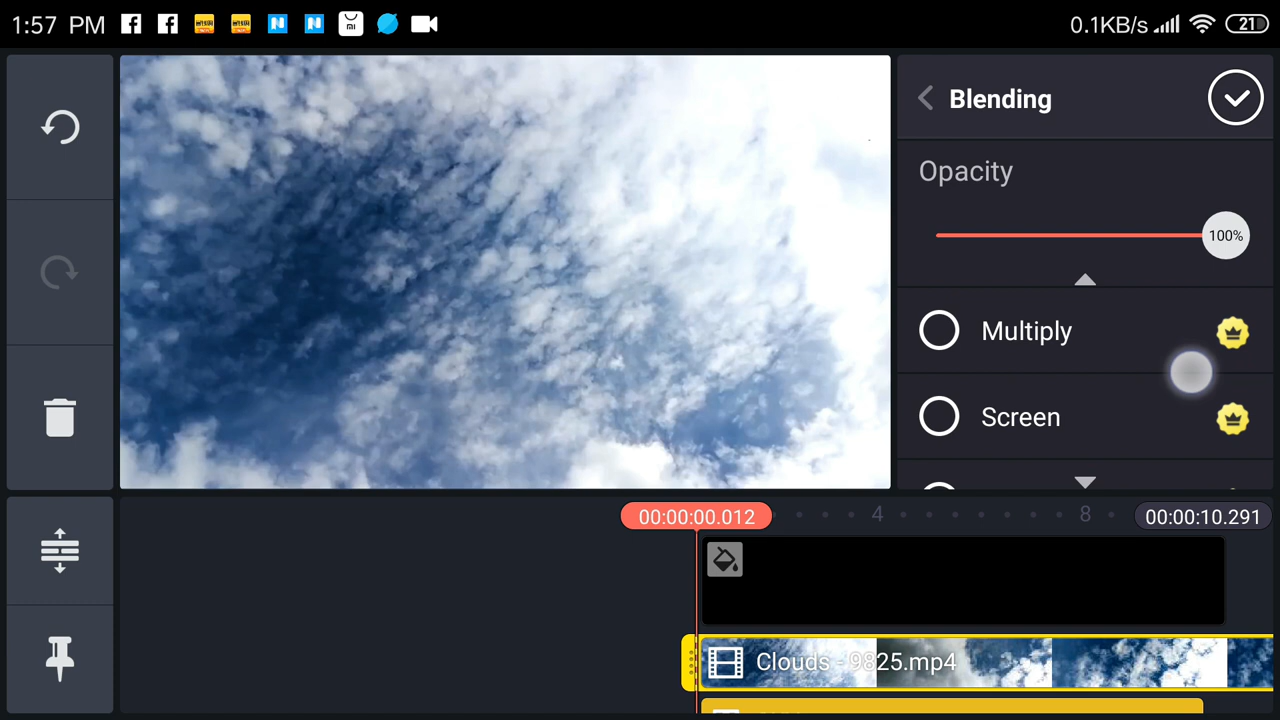 1:57 PM
0.1KB/s
21
Blending
Opacity
100%
Multiply
Screen
00:00:00.012
4
8
00:00:10.291
Clouds - 9825.mp4